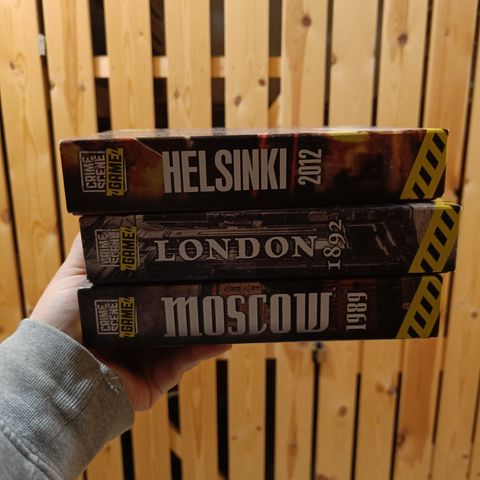 CRIME
SCENE
GAMEZ
HELSINKI
2012
CRIME
SCENE
GAMEZ
LONDON
1892
CRIME
SCENE
GAMEZ
MOSCOW
1989